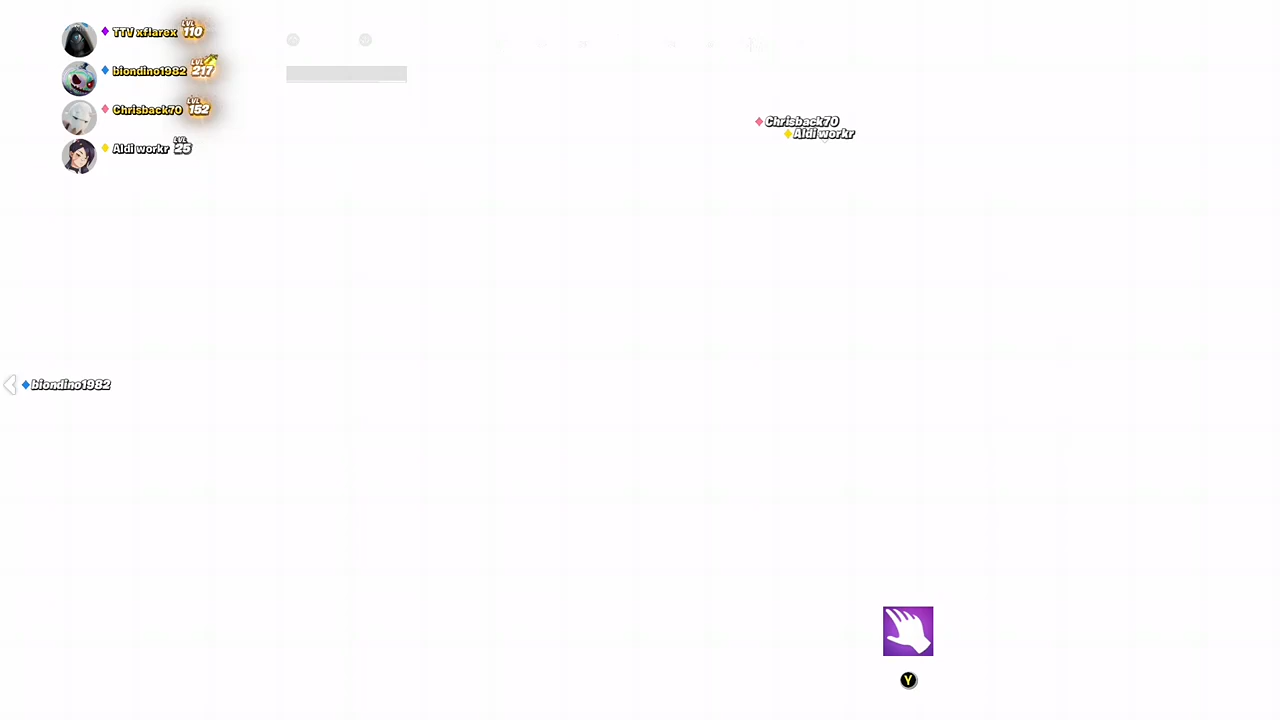 TTV xflarex LVL 110
biondino1982 LVL 217
Chrisback70 LVL 152
Aldi workr LVL 25
Chrisback70
Aldi workr
biondino1982
Y